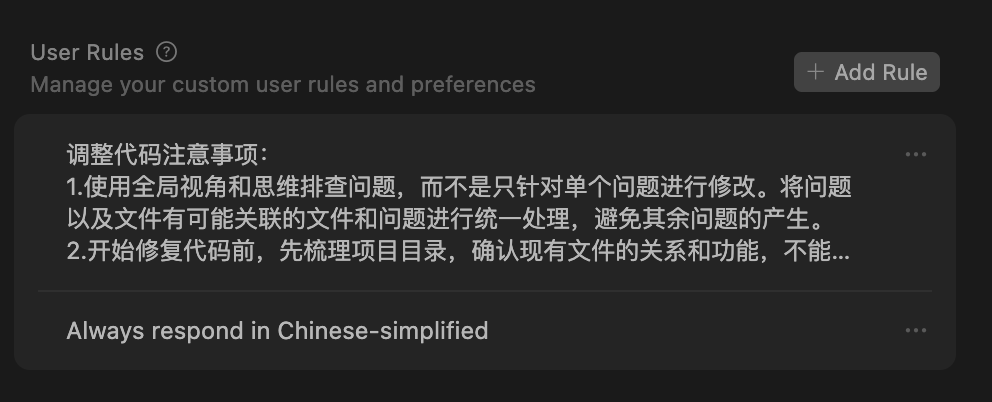 User Rules ?
Manage your custom user rules and preferences
+ Add Rule
调整代码注意事项：
1.使用全局视角和思维排查问题，而不是只针对单个问题进行修改。将问题
以及文件有可能关联的文件和问题进行统一处理，避免其余问题的产生。
2.开始修复代码前，先梳理项目目录，确认现有文件的关系和功能，不能...
Always respond in Chinese-simplified